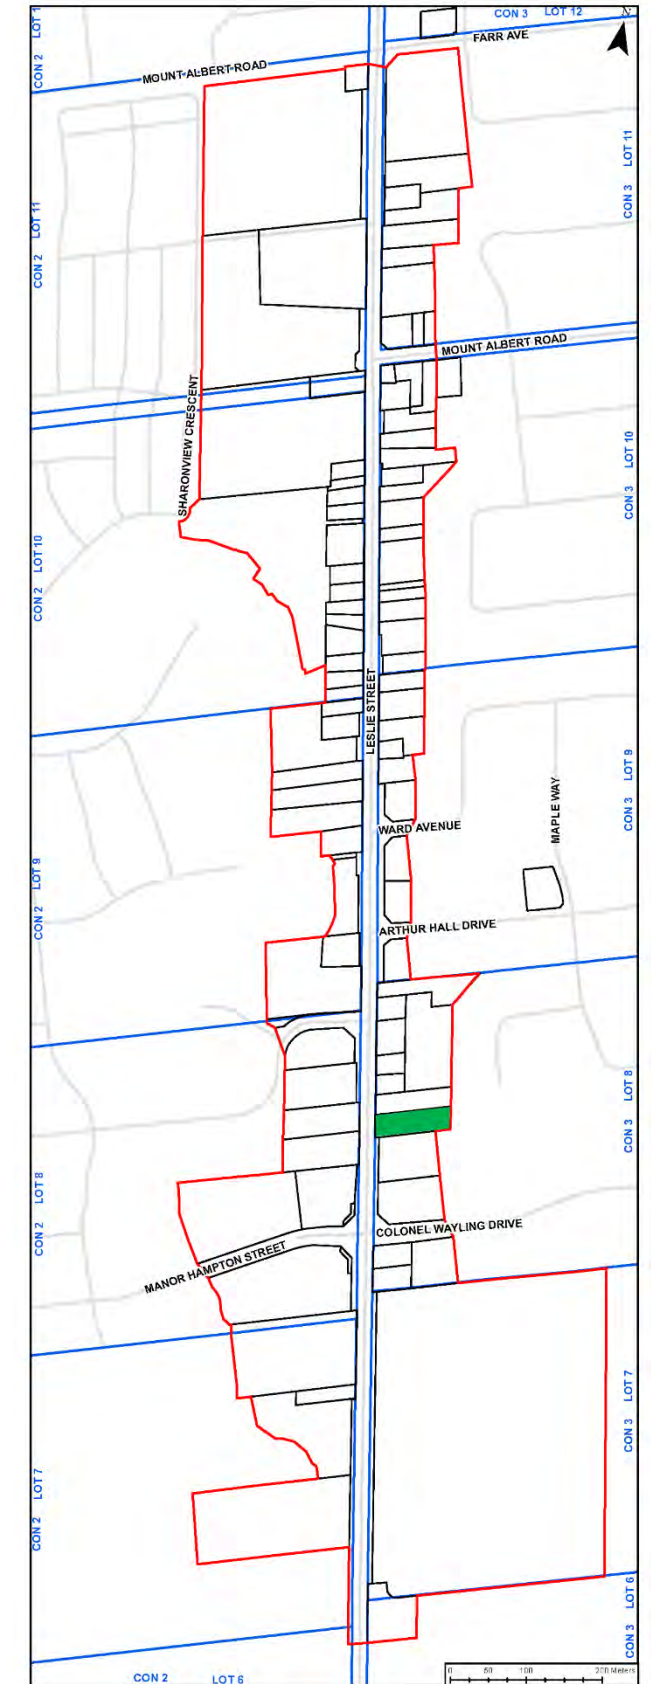 CON 3 LOT 12
N
FARR AVE
CON 2 LOT 1
MOUNT ALBERT ROAD
CON 3 LOT 11
CON 2 LOT 11
MOUNT ALBERT ROAD
SHARONVIEW CRESCENT
CON 3 LOT 10
CON 2 LOT 10
LESLIE STREET
CON 3 LOT 9
MAPLE WAY
WARD AVENUE
CON 2 LOT 9
ARTHUR HALL DRIVE
CON 3 LOT 8
CON 2 LOT 8
COLONEL WAYLING DRIVE
MANOR HAMPTON STREET
CON 3 LOT 7
CON 2 LOT 7
CON 3 LOT 6
CON 2 LOT 6
0 50 100 200 Meters